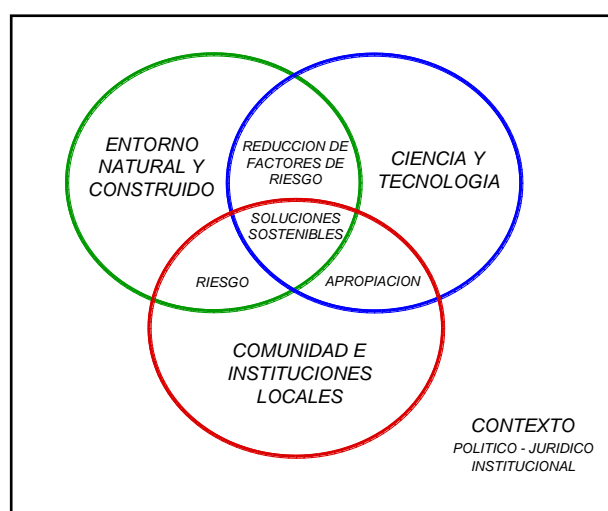 ENTORNO
NATURAL Y
CONSTRUIDO
REDUCCION DE
FACTORES DE
RIESGO
CIENCIA Y
TECNOLOGIA
SOLUCIONES
SOSTENIBLES
RIESGO
APROPIACION
COMUNIDAD E
INSTITUCIONES
LOCALES
CONTEXTO
POLITICO - JURIDICO
INSTITUCIONAL